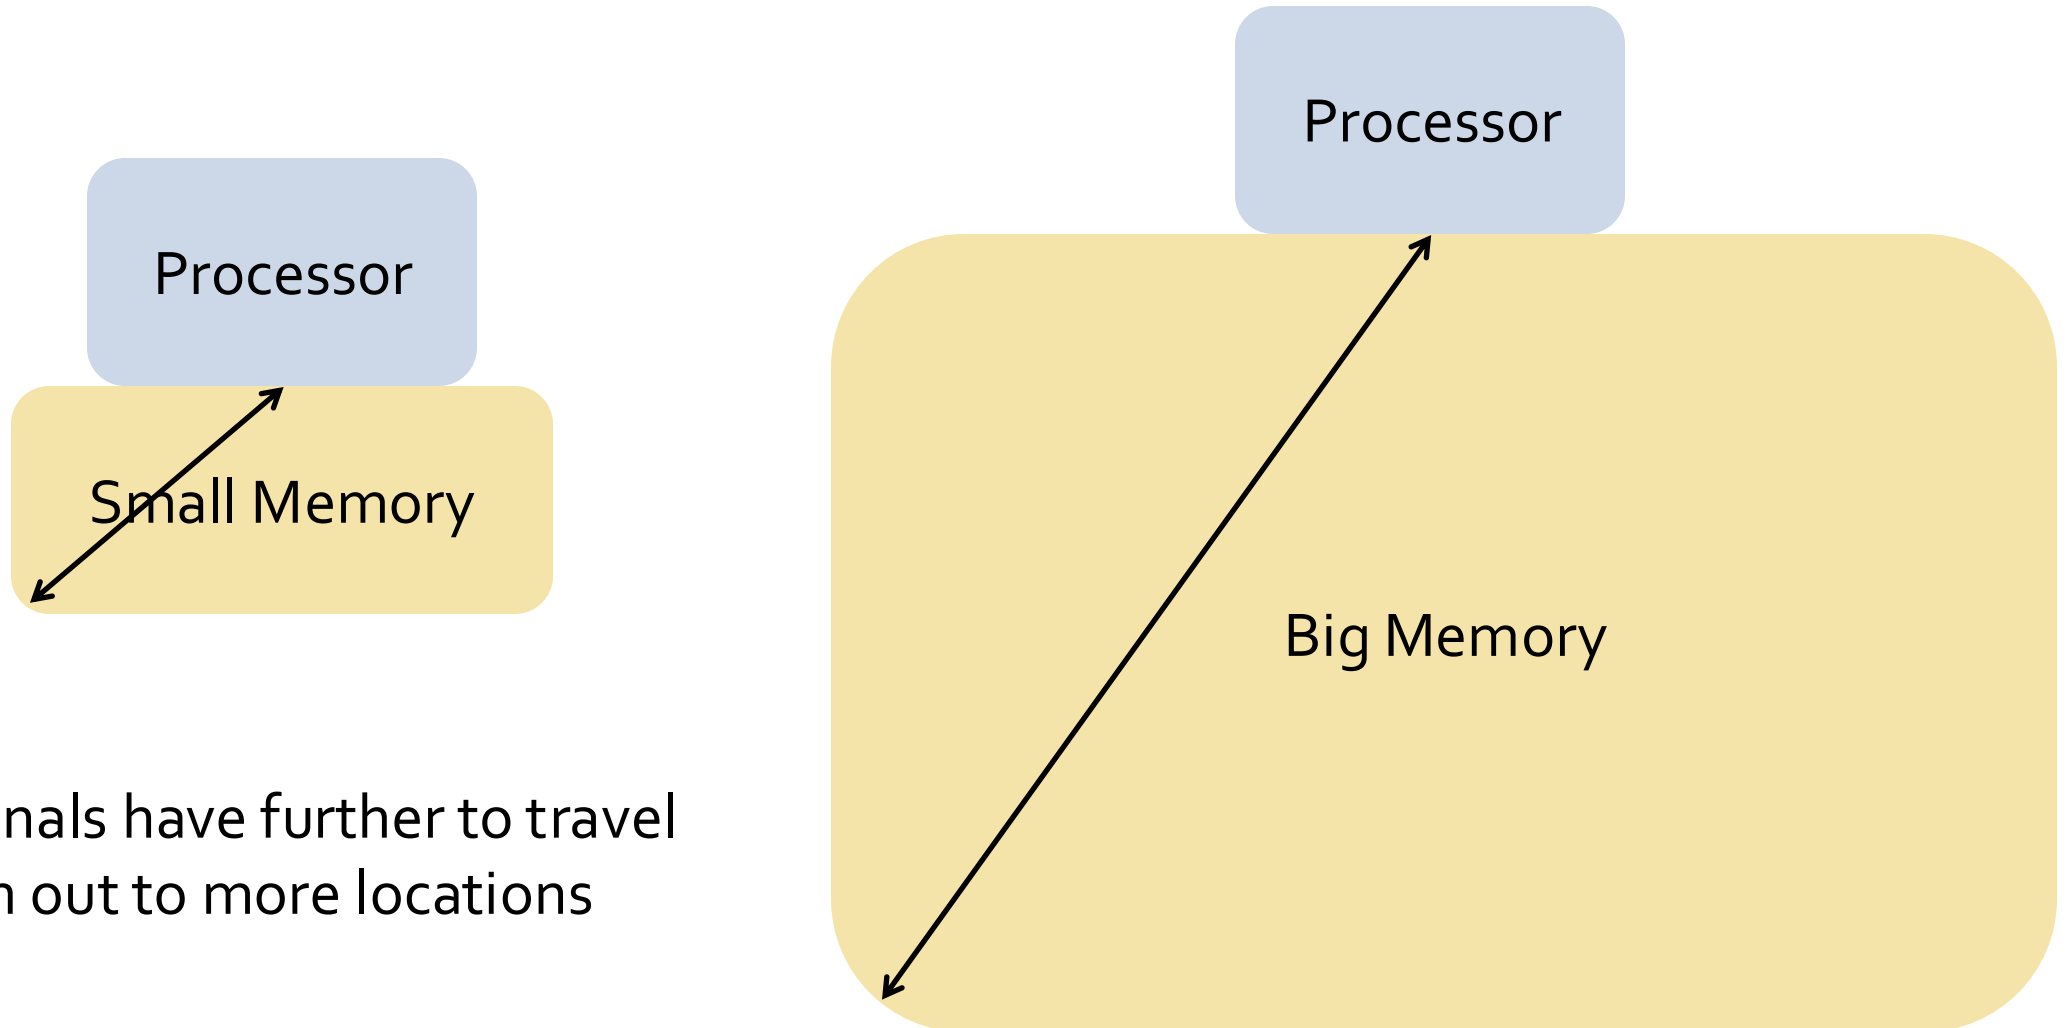 Processor
Processor
Small Memory
Big Memory
nals have further to travel
out to more locations